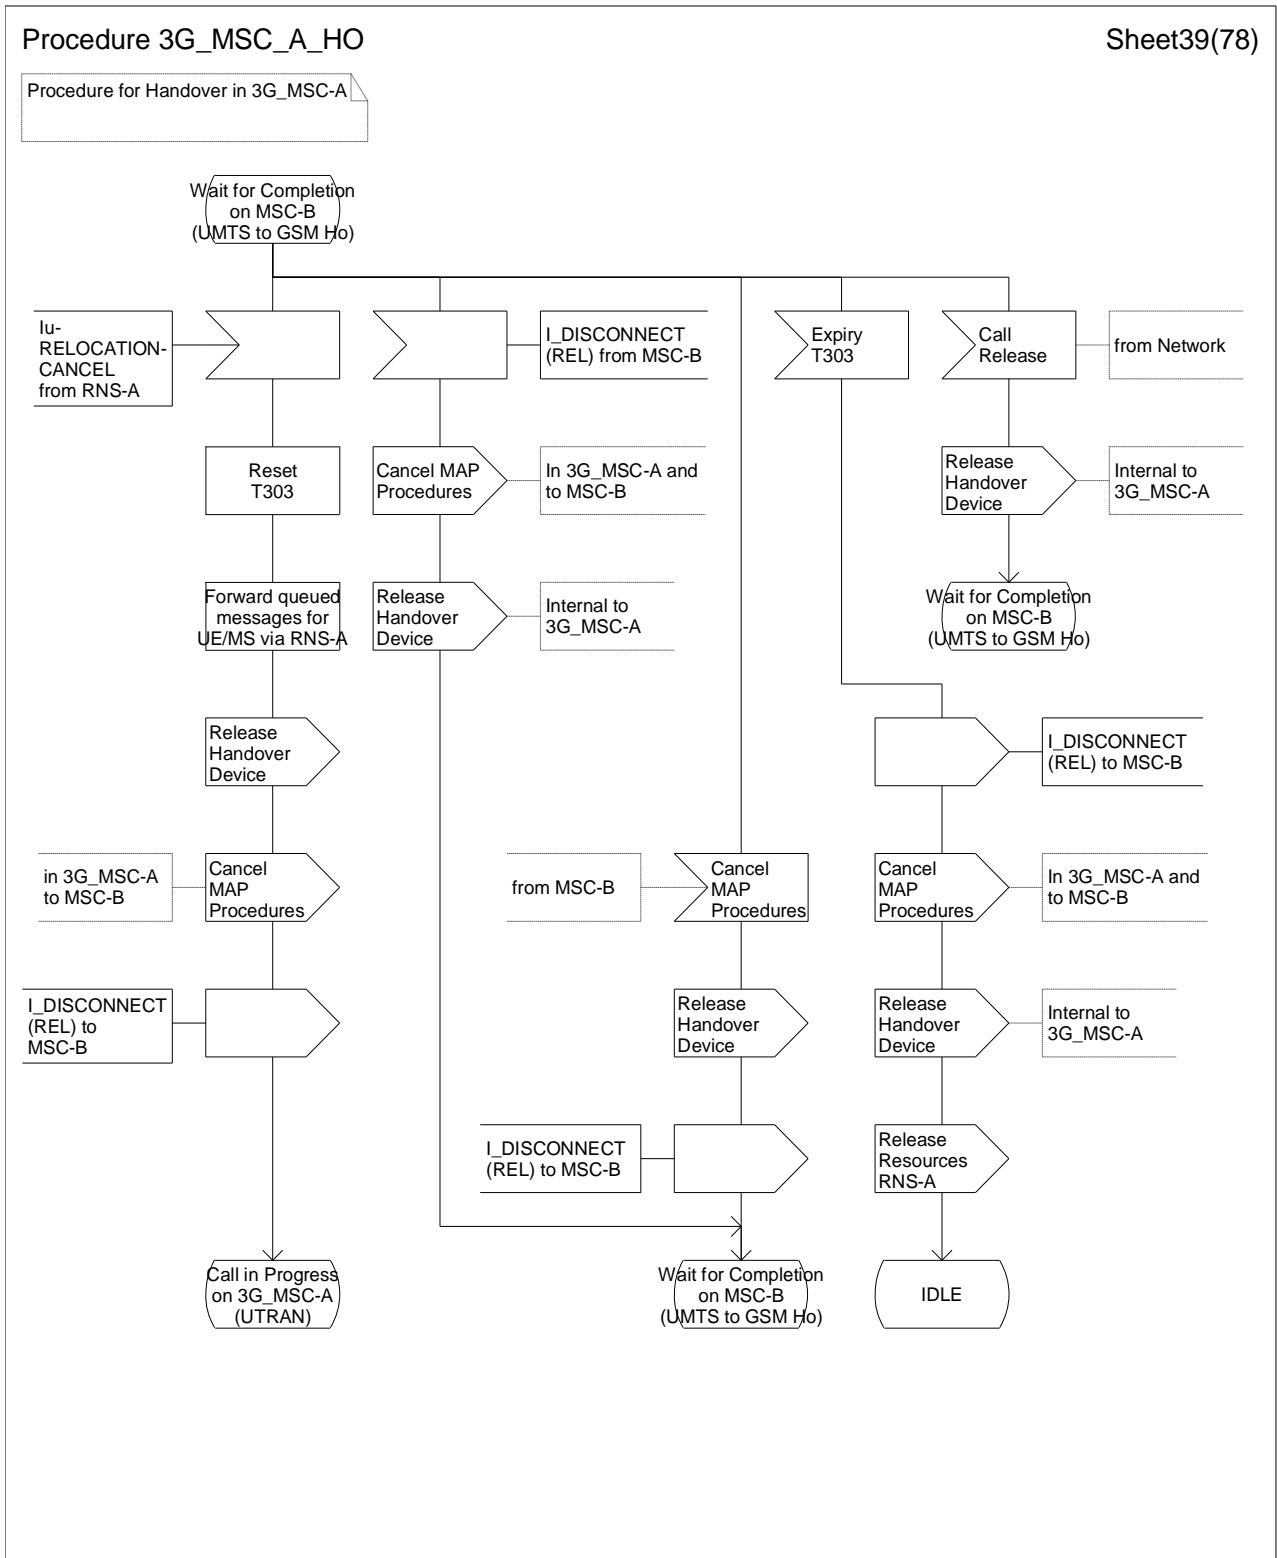 Procedure 3G_MSC_A_HO
Sheet39(78)
Procedure for Handover in 3G_MSC-A
Wait for Completion
on MSC-B
(UMTS to GSM Ho)
Iu-
RELOCATION-
CANCEL
from RNS-A
I_DISCONNECT
(REL) from MSC-B
Expiry
T303
Call
Release
from Network
Reset
T303
Cancel MAP
Procedures
In 3G_MSC-A and
to MSC-B
Release
Handover
Device
Internal to
3G_MSC-A
Forward queued
messages for
UE/MS via RNS-A
Release
Handover
Device
Internal to
3G_MSC-A
Wait for Completion
on MSC-B
(UMTS to GSM Ho)
Release
Handover
Device
I_DISCONNECT
(REL) to MSC-B
in 3G_MSC-A
to MSC-B
Cancel
MAP
Procedures
from MSC-B
Cancel
MAP
Procedures
Cancel
MAP
Procedures
In 3G_MSC-A and
to MSC-B
I_DISCONNECT
(REL) to
MSC-B
Release
Handover
Device
Release
Handover
Device
Internal to
3G_MSC-A
I_DISCONNECT
(REL) to MSC-B
Release
Resources
RNS-A
Call in Progress
on 3G_MSC-A
(UTRAN)
Wait for Completion
on MSC-B
(UMTS to GSM Ho)
IDLE